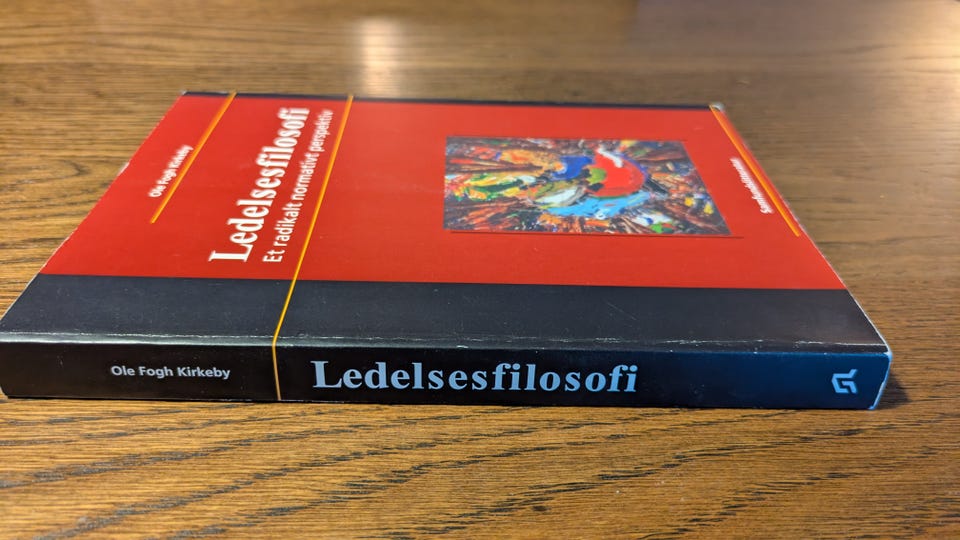 Ole Fogh Kirkeby
Ledelsesfilosofi
Et radikalt normativt perspektiv
Samfundslitteratur
Ole Fogh Kirkeby
Ledelsesfilosofi